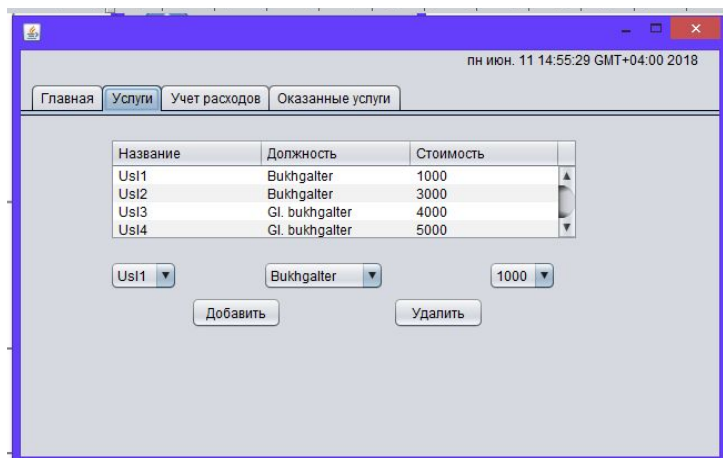 пн июн. 11 14:55:29 GMT+04:00 2018
Главная Услуги Учет расходов Оказанные услуги
Название Должность Стоимость
Usl1 Bukhgalter 1000
Usl2 Bukhgalter 3000
Usl3 Gl. bukhgalter 4000
Usl4 Gl. bukhgalter 5000
Usl1 Bukhgalter 1000
Добавить Удалить